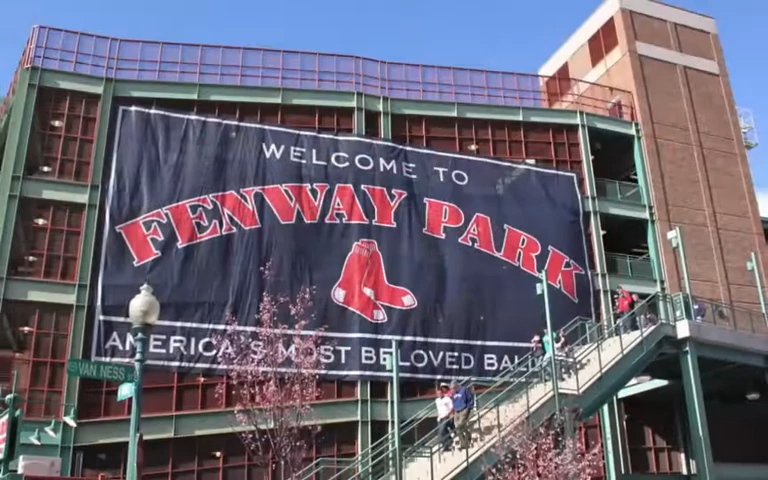 WELCOME TO
FENWAY PARK
AMERICA'S MOST BELOVED
VAN NESS